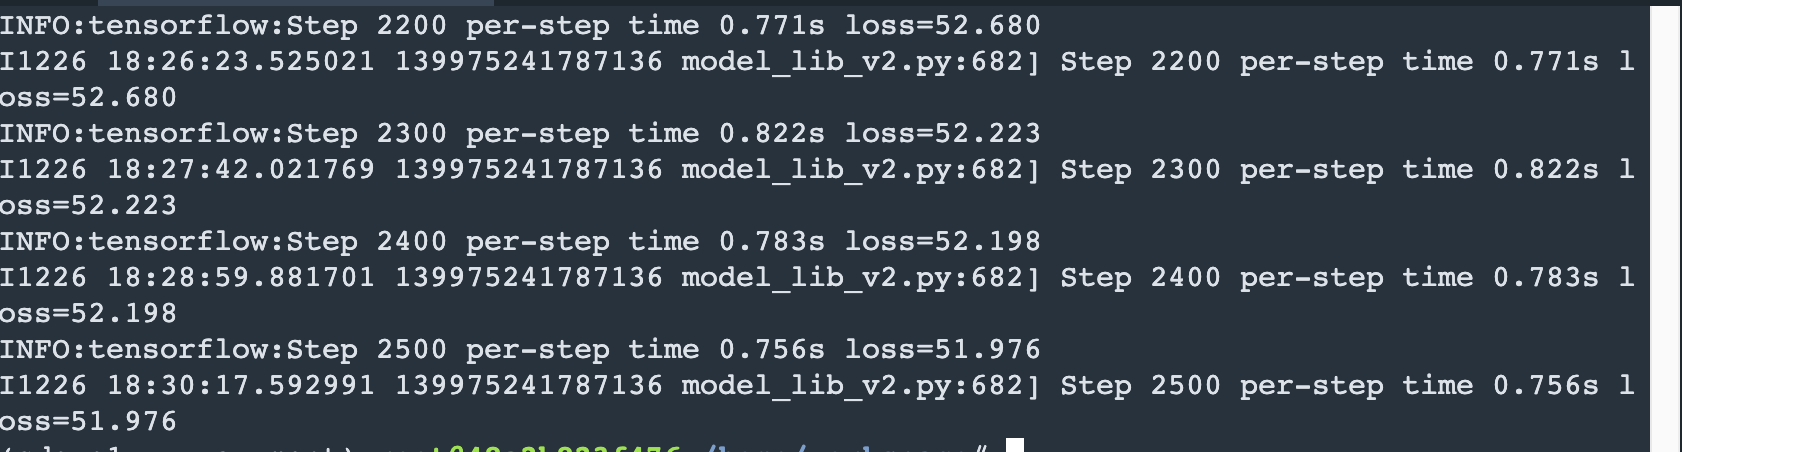 INFO:tensorflow:Step 2200 per-step time 0.771s loss=52.680
I1226 18:26:23.525021 139975241787136 model_lib_v2.py:682] Step 2200 per-step time 0.771s l
oss=52.680
INFO:tensorflow:Step 2300 per-step time 0.822s loss=52.223
I1226 18:27:42.021769 139975241787136 model_lib_v2.py:682] Step 2300 per-step time 0.822s l
oss=52.223
INFO:tensorflow:Step 2400 per-step time 0.783s loss=52.198
I1226 18:28:59.881701 139975241787136 model_lib_v2.py:682] Step 2400 per-step time 0.783s l
oss=52.198
INFO:tensorflow:Step 2500 per-step time 0.756s loss=51.976
I1226 18:30:17.592991 139975241787136 model_lib_v2.py:682] Step 2500 per-step time 0.756s l
oss=51.976